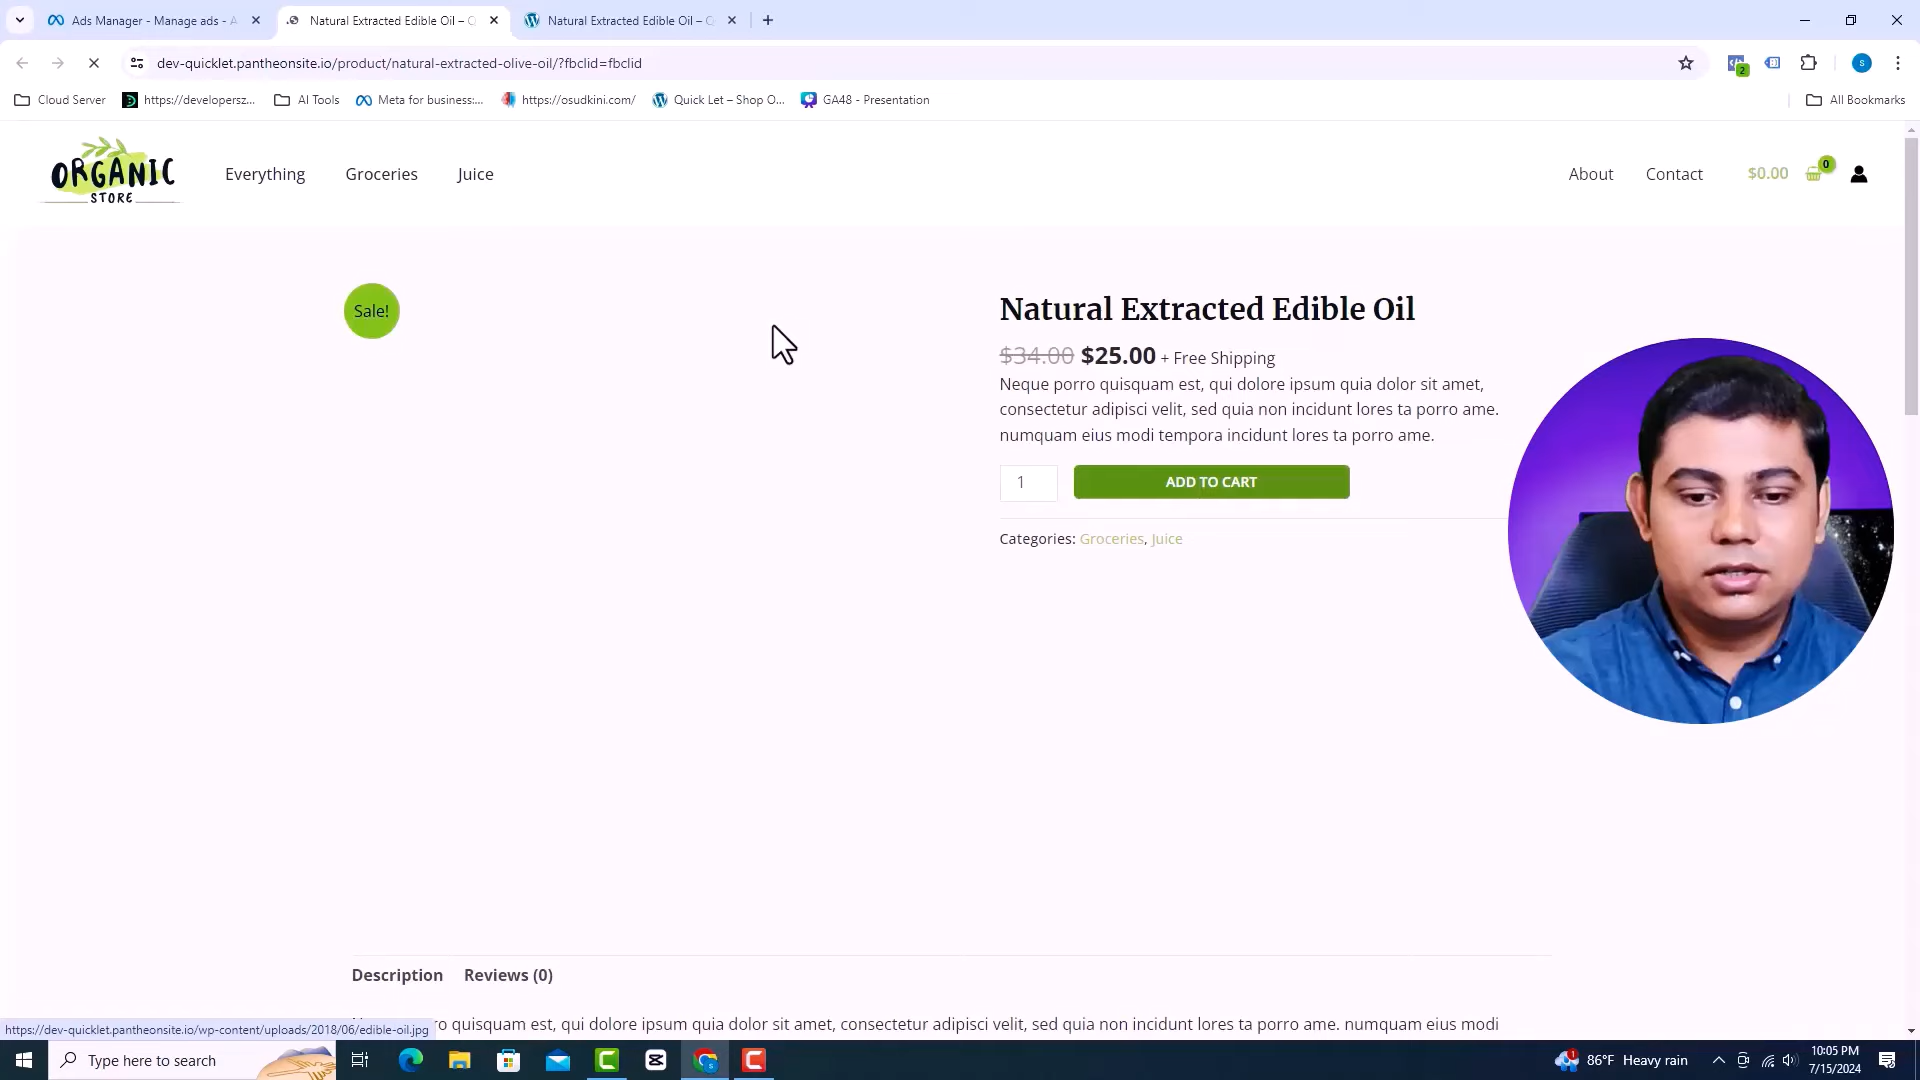 Ads Manager - Manage ads - A
Natural Extracted Edible Oil – O
Natural Extracted Edible Oil – O
dev-quicklet.pantheonsite.io/product/natural-extracted-olive-oil/?fbclid=fbclid
2
s
Cloud Server
https://developersz...
AI Tools
Meta for business:...
https://osudkini.com/
Quick Let – Shop O...
GA48 - Presentation
All Bookmarks
ORGANIC
STORE
Everything
Groceries
Juice
About
Contact
$0.00
0
Sale!
Natural Extracted Edible Oil
$34.00 $25.00 + Free Shipping
Neque porro quisquam est, qui dolore ipsum quia dolor sit amet,
consectetur adipisci velit, sed quia non incidunt lores ta porro ame.
numquam eius modi tempora incidunt lores ta porro ame.
1
ADD TO CART
Categories: Groceries, Juice
Description
Reviews (0)
quisquam est, qui dolore ipsum quia dolor sit amet, consectetur adipisci velit, sed quia non incidunt lores ta porro ame. numquam eius modi
https://dev-quicklet.pantheonsite.io/wp-content/uploads/2018/06/edible-oil.jpg
Type here to search
1
86°F Heavy rain
10:05 PM
7/15/2024